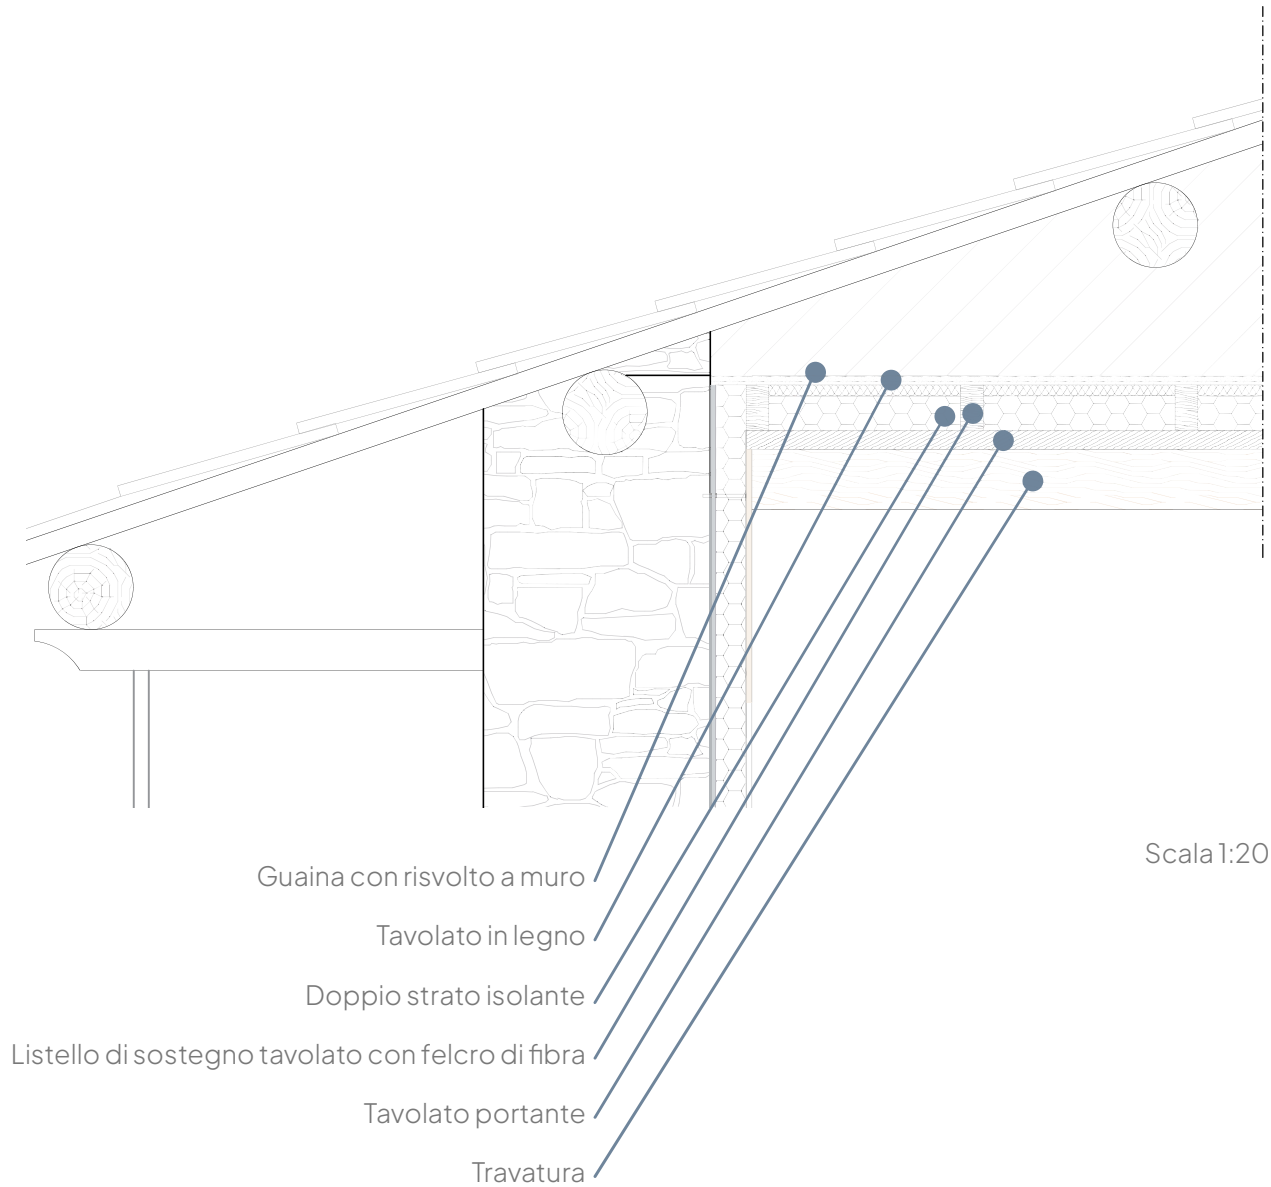 Scala 1:20
Guaina con risvolto a muro
Tavolato in legno
Doppio strato isolante
Listello di sostegno tavolato con felcro di fibra
Tavolato portante
Travatura